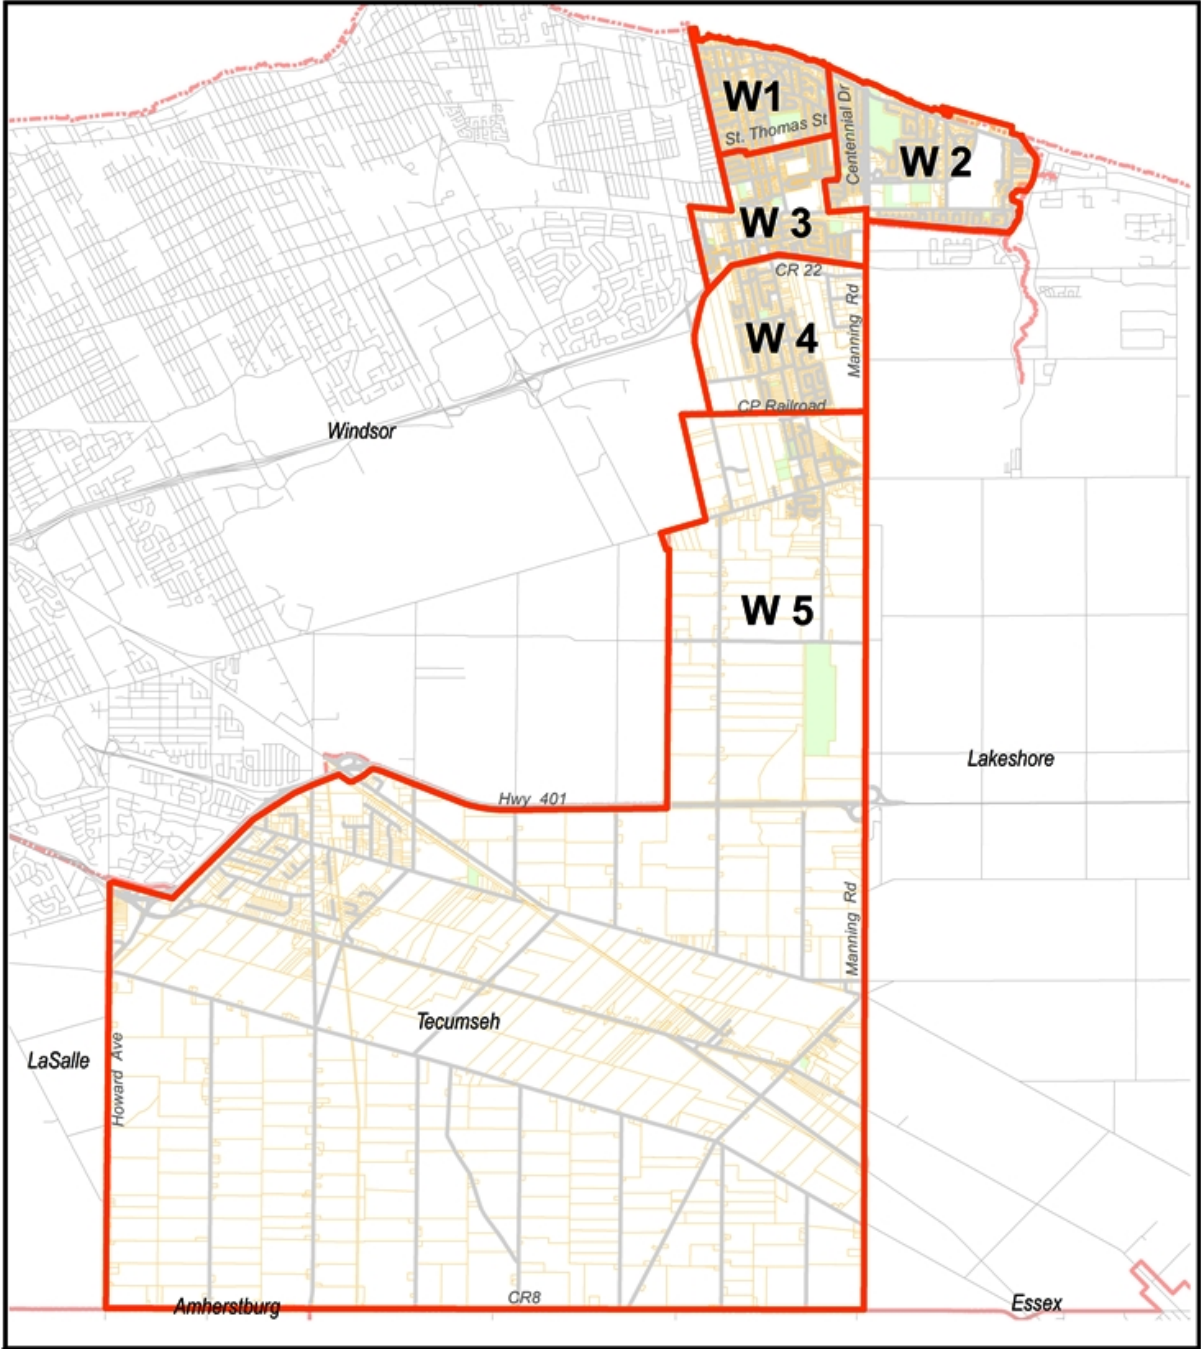 W1
St. Thomas St
Centennial Dr
W 2
W 3
CR 22
Manning Rd
W 4
CP Railroad
Windsor
W 5
Lakeshore
Hwy 401
Manning Rd
Tecumseh
LaSalle
Howard Ave
CR8
Amherstburg
Essex